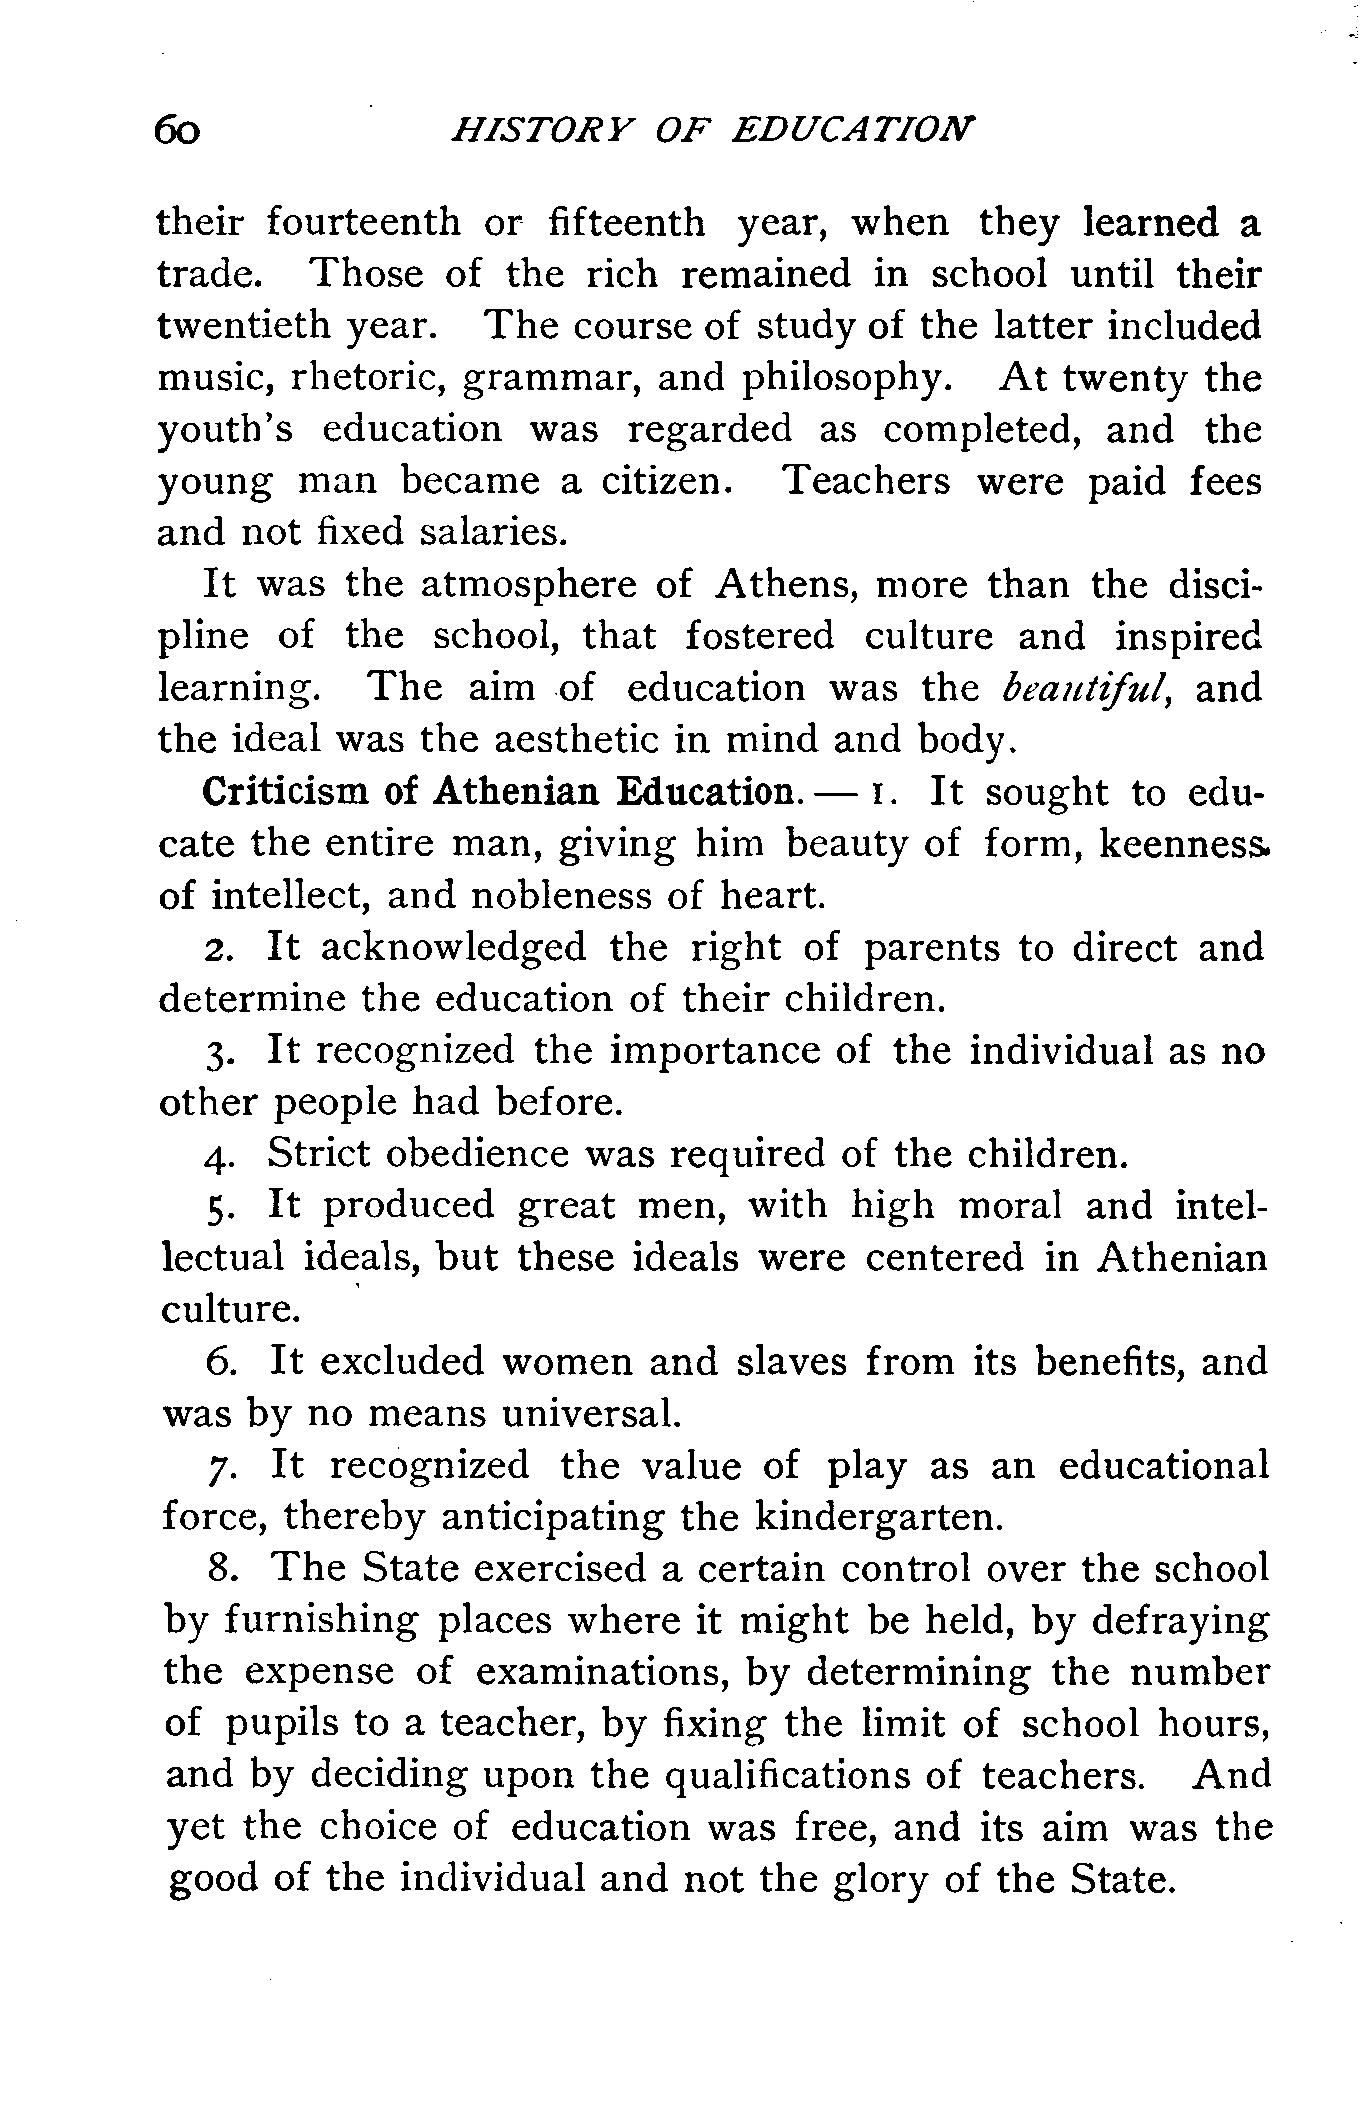 60 HISTORY OF EDUCATION
their fourteenth or fifteenth year, when they learned a
trade. Those of the rich remained in school until their
twentieth year. The course of study of the latter included
music, rhetoric, grammar, and philosophy. At twenty the
youth's education was regarded as completed, and the
young man became a citizen. Teachers were paid fees
and not fixed salaries.
It was the atmosphere of Athens, more than the disci-
pline of the school, that fostered culture and inspired
learning. The aim of education was the beautiful, and
the ideal was the aesthetic in mind and body.
Criticism of Athenian Education. — 1. It sought to edu-
cate the entire man, giving him beauty of form, keenness
of intellect, and nobleness of heart.
2. It acknowledged the right of parents to direct and
determine the education of their children.
3. It recognized the importance of the individual as no
other people had before.
4. Strict obedience was required of the children.
5. It produced great men, with high moral and intel-
lectual ideals, but these ideals were centered in Athenian
culture.
6. It excluded women and slaves from its benefits, and
was by no means universal.
7. It recognized the value of play as an educational
force, thereby anticipating the kindergarten.
8. The State exercised a certain control over the school
by furnishing places where it might be held, by defraying
the expense of examinations, by determining the number
of pupils to a teacher, by fixing the limit of school hours,
and by deciding upon the qualifications of teachers. And
yet the choice of education was free, and its aim was the
good of the individual and not the glory of the State.